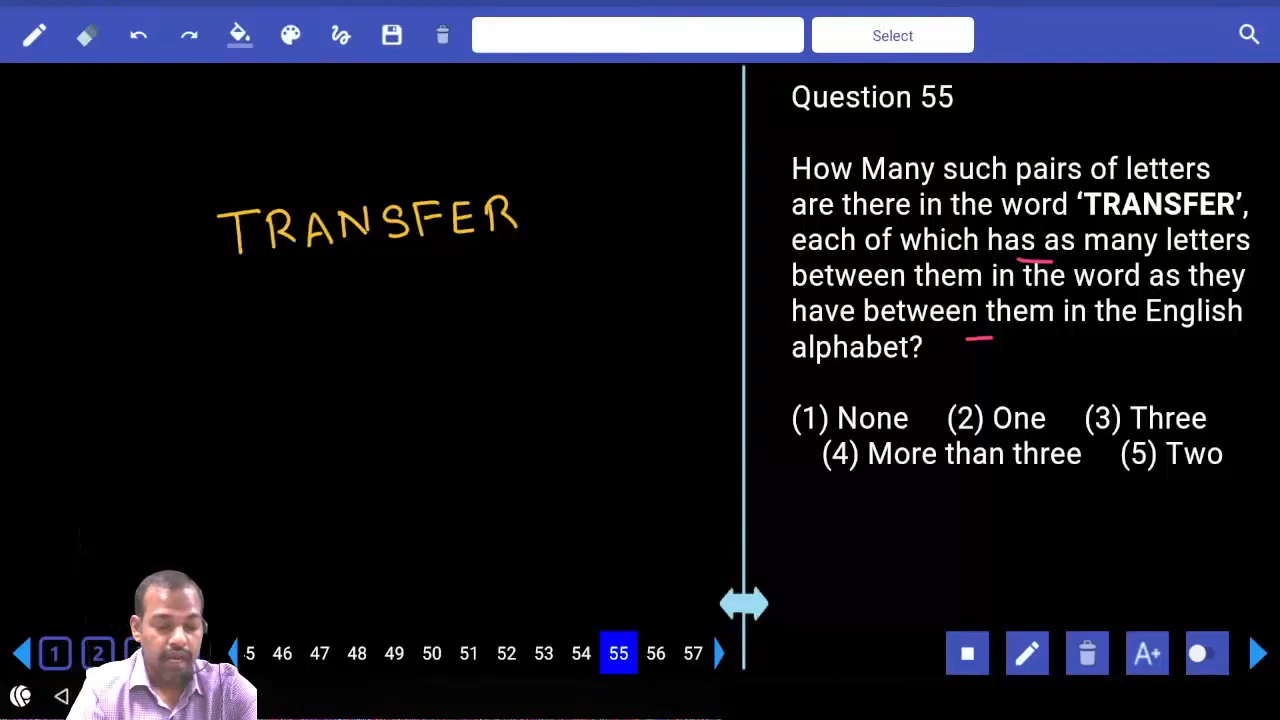 Select
TRANSFER
Question 55
How Many such pairs of letters
are there in the word ‘TRANSFER’,
each of which has as many letters
between them in the word as they
have between them in the English
alphabet?
(1) None (2) One (3) Three
(4) More than three (5) Two
1 2 5 46 47 48 49 50 51 52 53 54 55 56 57
A+